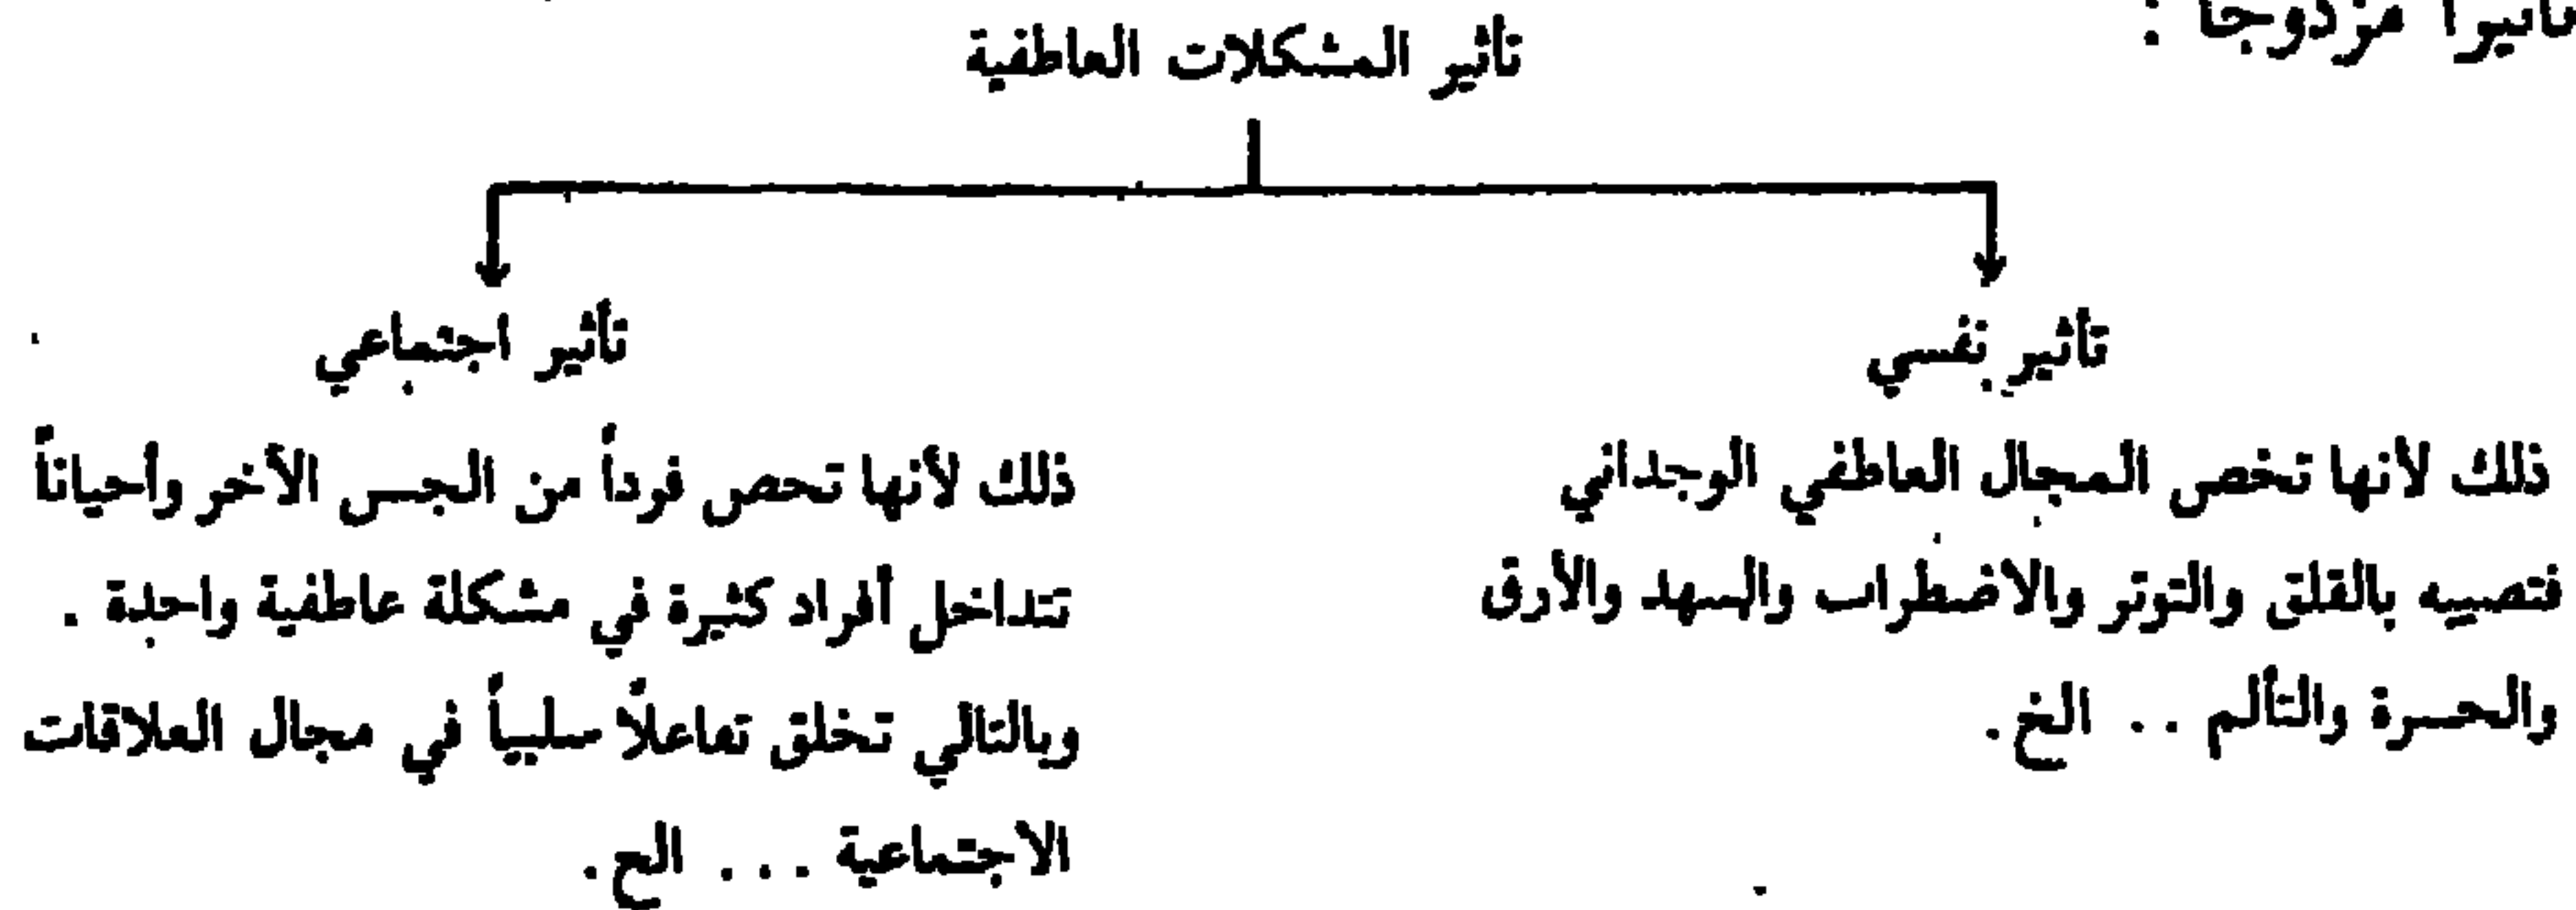 تأثيراً مزدوجاً :
تأثير المشكلات العاطفية
تأثير نفسي
ذلك لأنها تخص المجال العاطفي الوجداني
فتصيبه بالقلق والتوتر والاضطراب والسهد والأرق
والحسرة والتألم . . الخ .
تأثير اجتماعي
ذلك لأنها تخص فرداً من الجنس الأخر وأحياناً
تتداخل أفراد كثيرة في مشكلة عاطفية واحدة .
وبالتالي تخلق تفاعلاً سلبياً في مجال العلاقات
الاجتماعية . . . الخ .